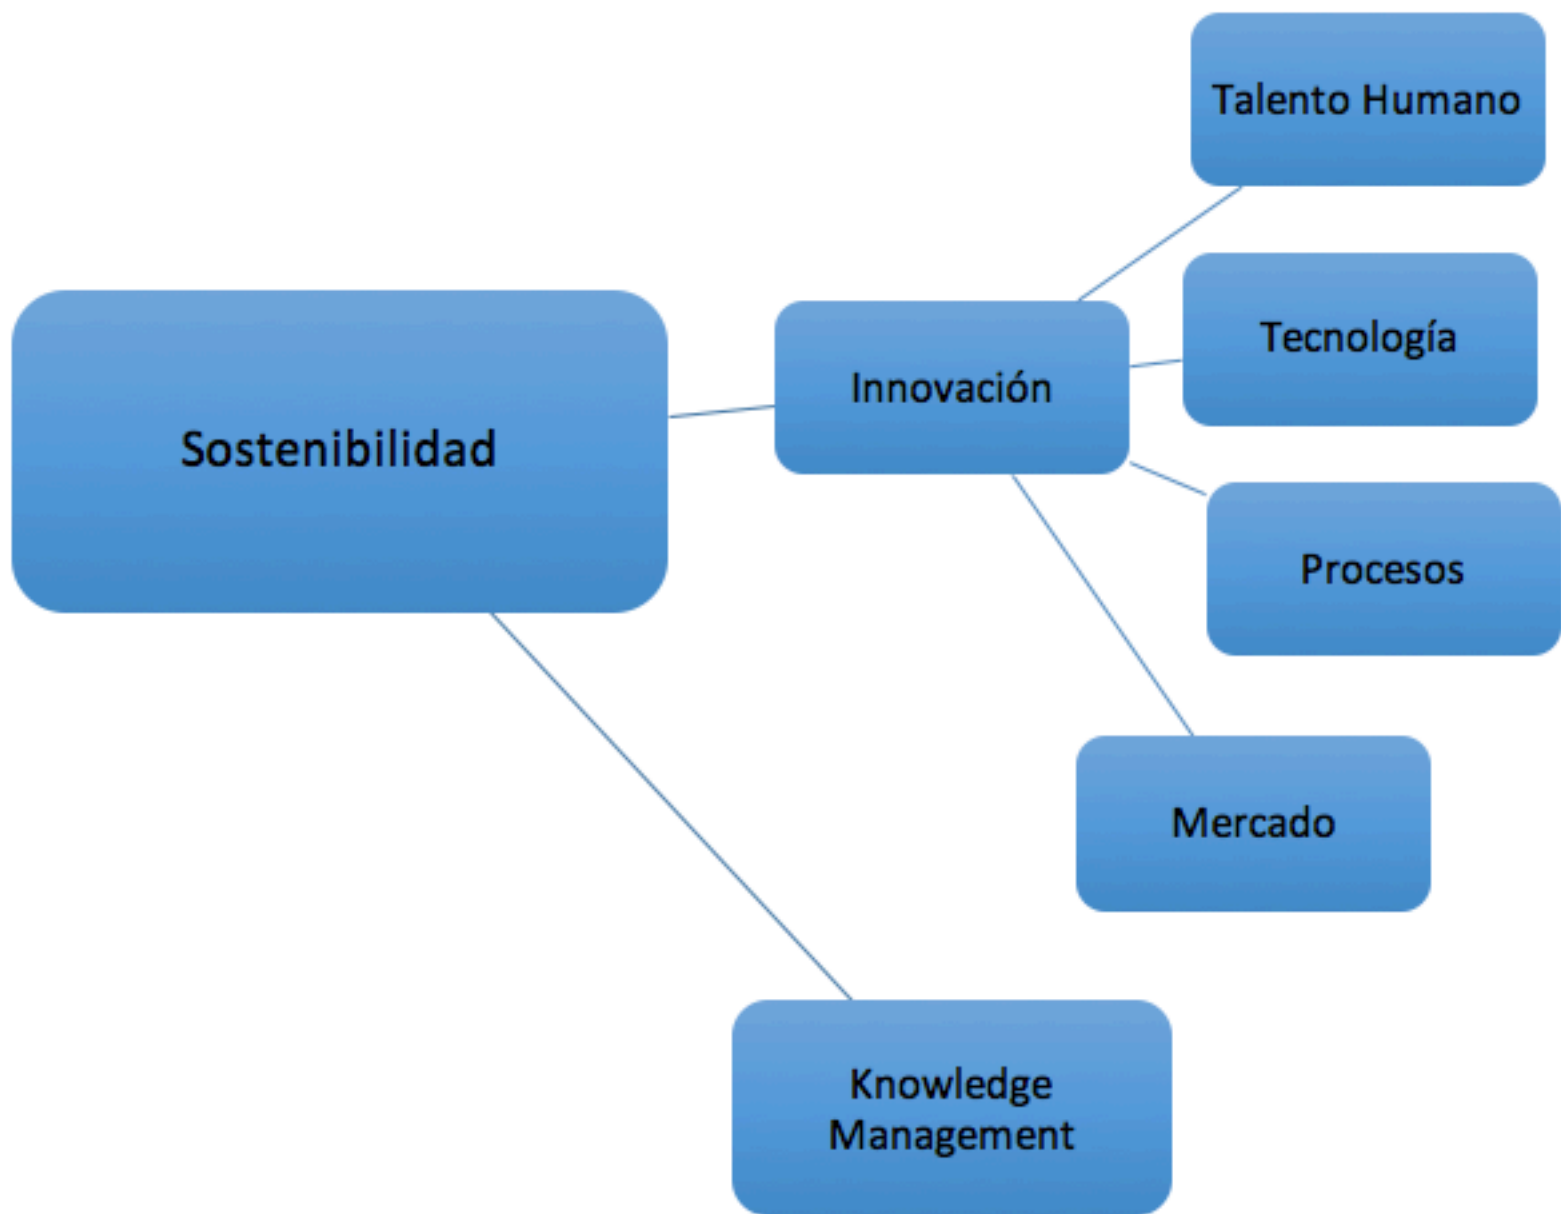 Talento Humano
Tecnología
Innovación
Sostenibilidad
Procesos
Mercado
Knowledge
Management